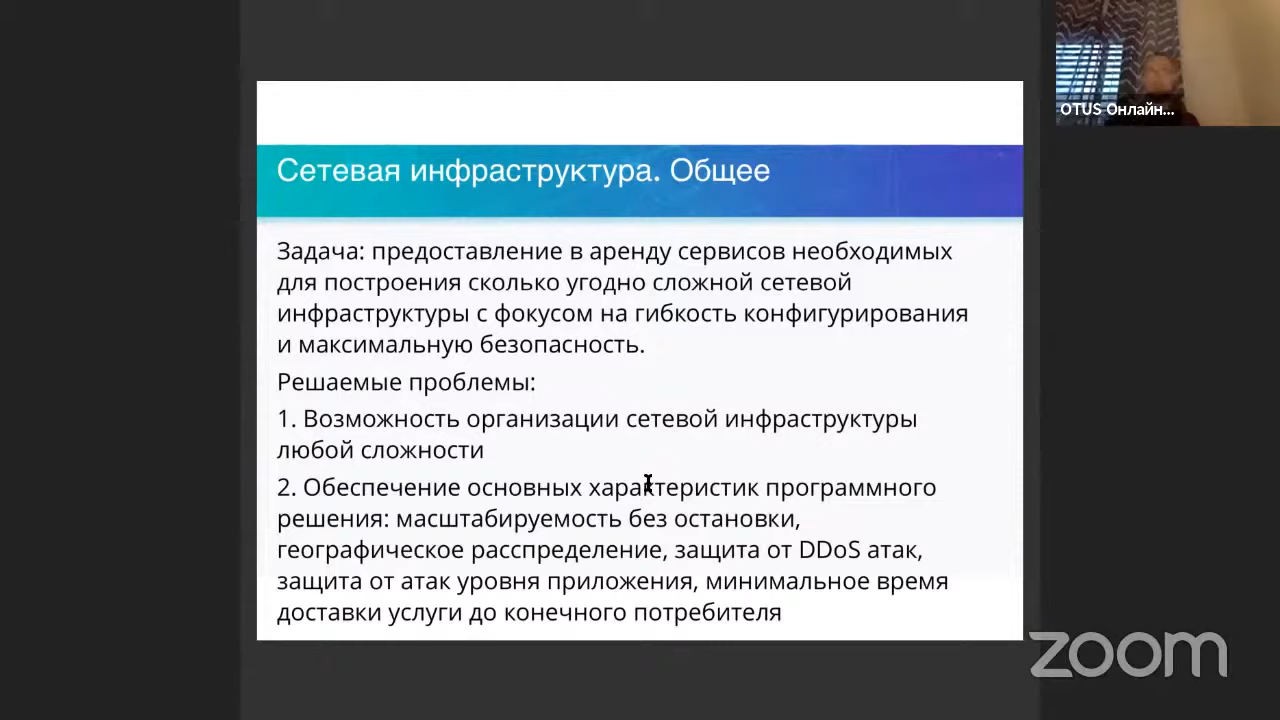 OTUS Онлайн...
Сетевая инфраструктура. Общее
Задача: предоставление в аренду сервисов необходимых
для построения сколько угодно сложной сетевой
инфраструктуры с фокусом на гибкость конфигурирования
и максимальную безопасность.
Решаемые проблемы:
1. Возможность организации сетевой инфраструктуры
любой сложности
2. Обеспечение основных характеристик программного
решения: масштабируемость без остановки,
географическое расспределение, защита от DDoS атак,
защита от атак уровня приложения, минимальное время
доставки услуги до конечного потребителя
zoom